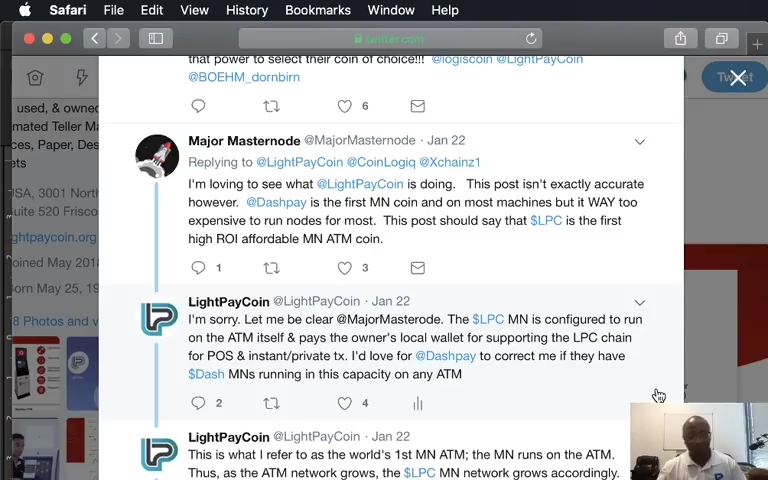 Safari File Edit View History Bookmarks Window Help
twitter.com
that power to select their coin of choice!!! @logiscoin @LightPayCoin
@BOEHM_dornbirn
6
Tweet
used, & owned
mated Teller Ma
ces, Paper, Des
ets
USA, 3001 North
uite 520 Frisco
ghtpaycoin.org
oined May 2018
orn May 25, 19
8 Photos and v
Major Masternode @MajorMasternode · Jan 22
Replying to @LightPayCoin @CoinLogiq @Xchainz1
I'm loving to see what @LightPayCoin is doing. This post isn't exactly accurate
however. @Dashpay is the first MN coin and on most machines but it WAY too
expensive to run nodes for most. This post should say that $LPC is the first
high ROI affordable MN ATM coin.
1 3
LightPayCoin @LightPayCoin · Jan 22
I'm sorry. Let me be clear @MajorMasterode. The $LPC MN is configured to run
on the ATM itself & pays the owner's local wallet for supporting the LPC chain
for POS & instant/private tx. I'd love for @Dashpay to correct me if they have
$Dash MNs running in this capacity on any ATM
2 4
LightPayCoin @LightPayCoin · Jan 22
This is what I refer to as the world's 1st MN ATM; the MN runs on the ATM.
Thus, as the ATM network grows, the $LPC MN network grows accordingly.